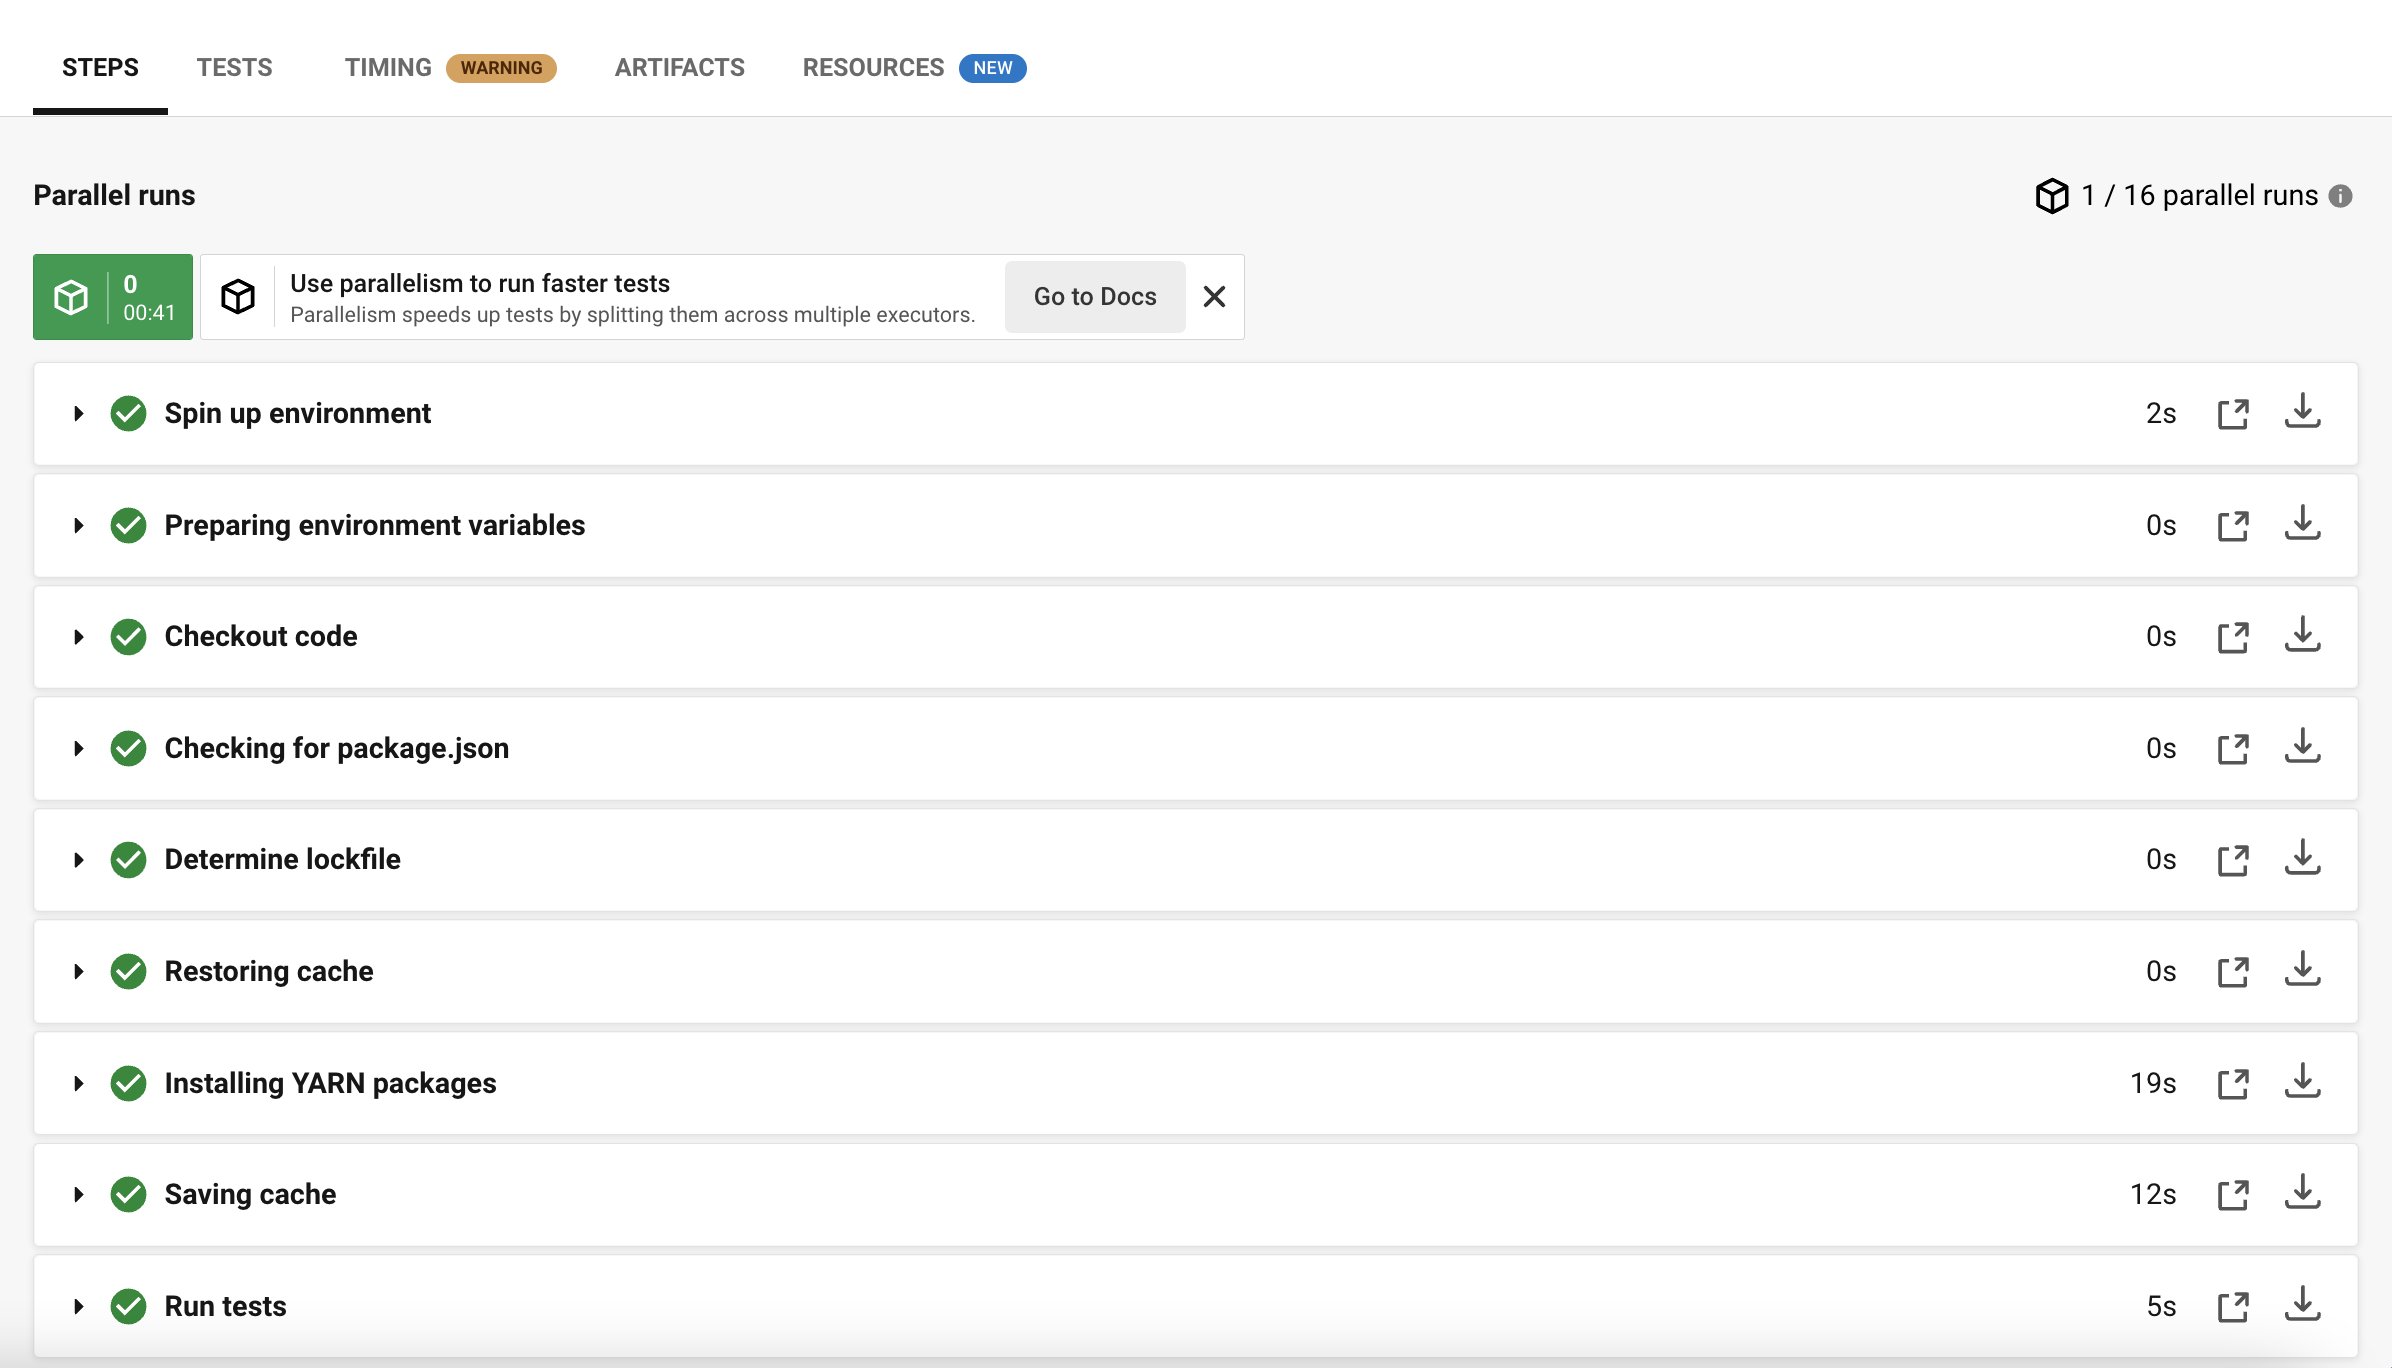 STEPS TESTS TIMING WARNING ARTIFACTS RESOURCES NEW
Parallel runs
1 / 16 parallel runs
0
00:41
Use parallelism to run faster tests
Parallelism speeds up tests by splitting them across multiple executors.
Go to Docs
Spin up environment 2s
Preparing environment variables 0s
Checkout code 0s
Checking for package.json 0s
Determine lockfile 0s
Restoring cache 0s
Installing YARN packages 19s
Saving cache 12s
Run tests 5s